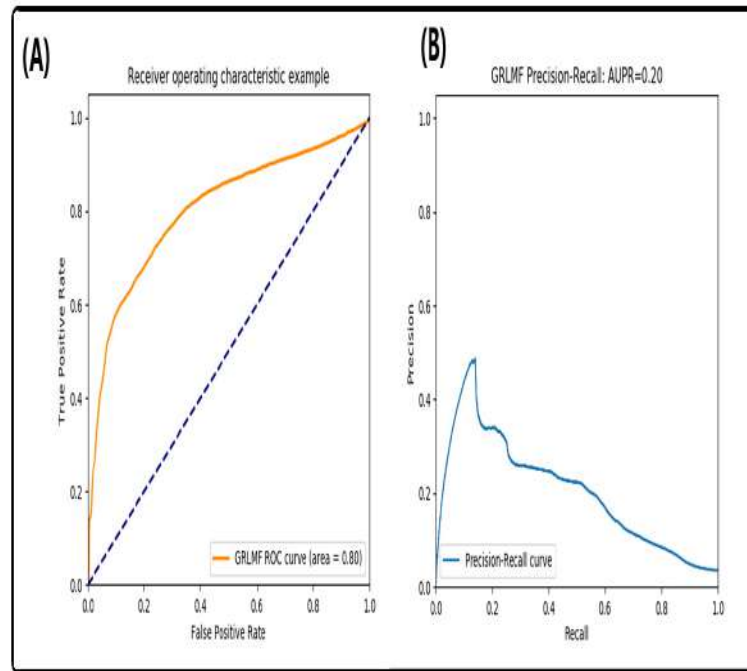 (A)
Receiver operating characteristic example
1.0
0.8
0.6
0.4
0.2
0.0
True Positive Rate
GRLMF ROC curve (area = 0.80)
0.0 0.2 0.4 0.6 0.8 1.0
False Positive Rate
(B)
GRLMF Precision-Recall: AUPR=0.20
1.0
0.8
0.6
0.4
0.2
0.0
Precision
Precision-Recall curve
0.0 0.2 0.4 0.6 0.8 1.0
Recall